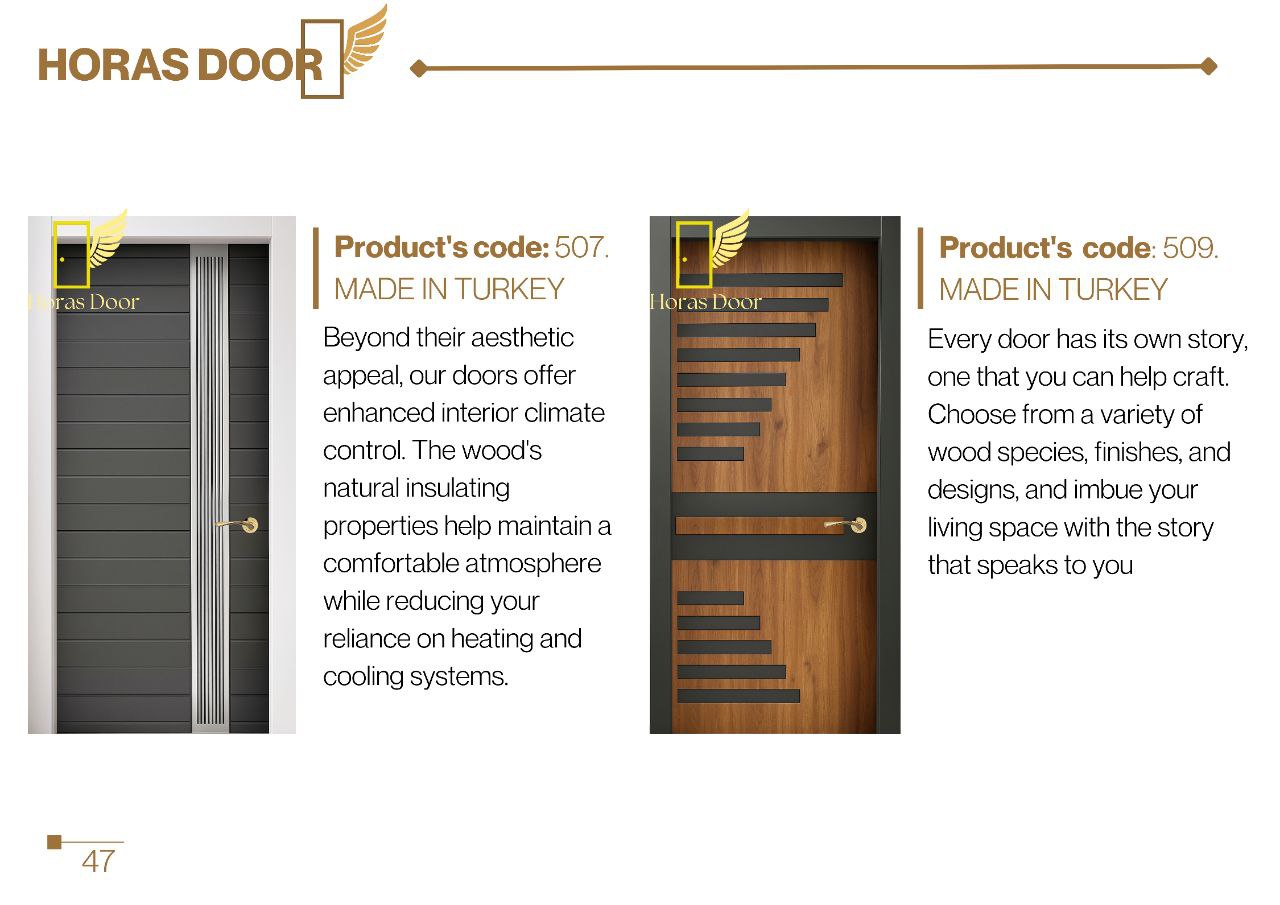 HORAS DOOR
Horas Door
Product's code: 507.
MADE IN TURKEY
Beyond their aesthetic
appeal, our doors offer
enhanced interior climate
control. The wood's
natural insulating
properties help maintain a
comfortable atmosphere
while reducing your
reliance on heating and
cooling systems.
Horas Door
Product's code: 509.
MADE IN TURKEY
Every door has its own story,
one that you can help craft.
Choose from a variety of
wood species, finishes, and
designs, and imbue your
living space with the story
that speaks to you
47